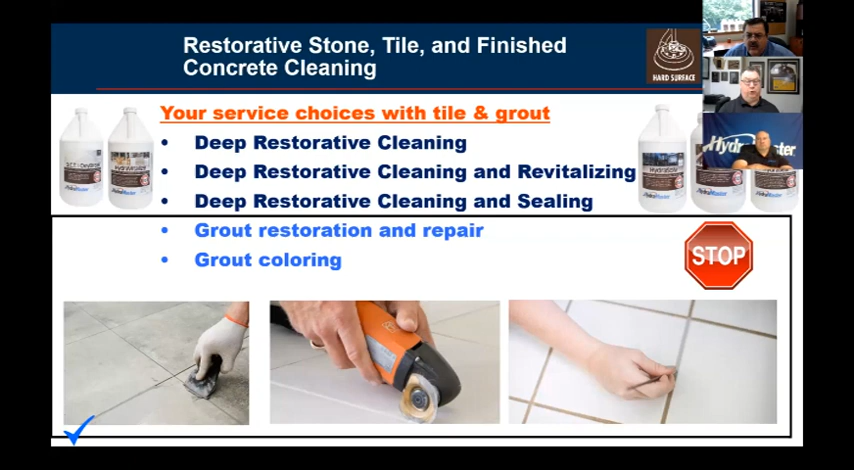 Restorative Stone, Tile, and Finished
Concrete Cleaning
HARD SURFACE
Your service choices with tile & grout
• Deep Restorative Cleaning
• Deep Restorative Cleaning and Revitalizing
• Deep Restorative Cleaning and Sealing
• Grout restoration and repair
• Grout coloring
STOP